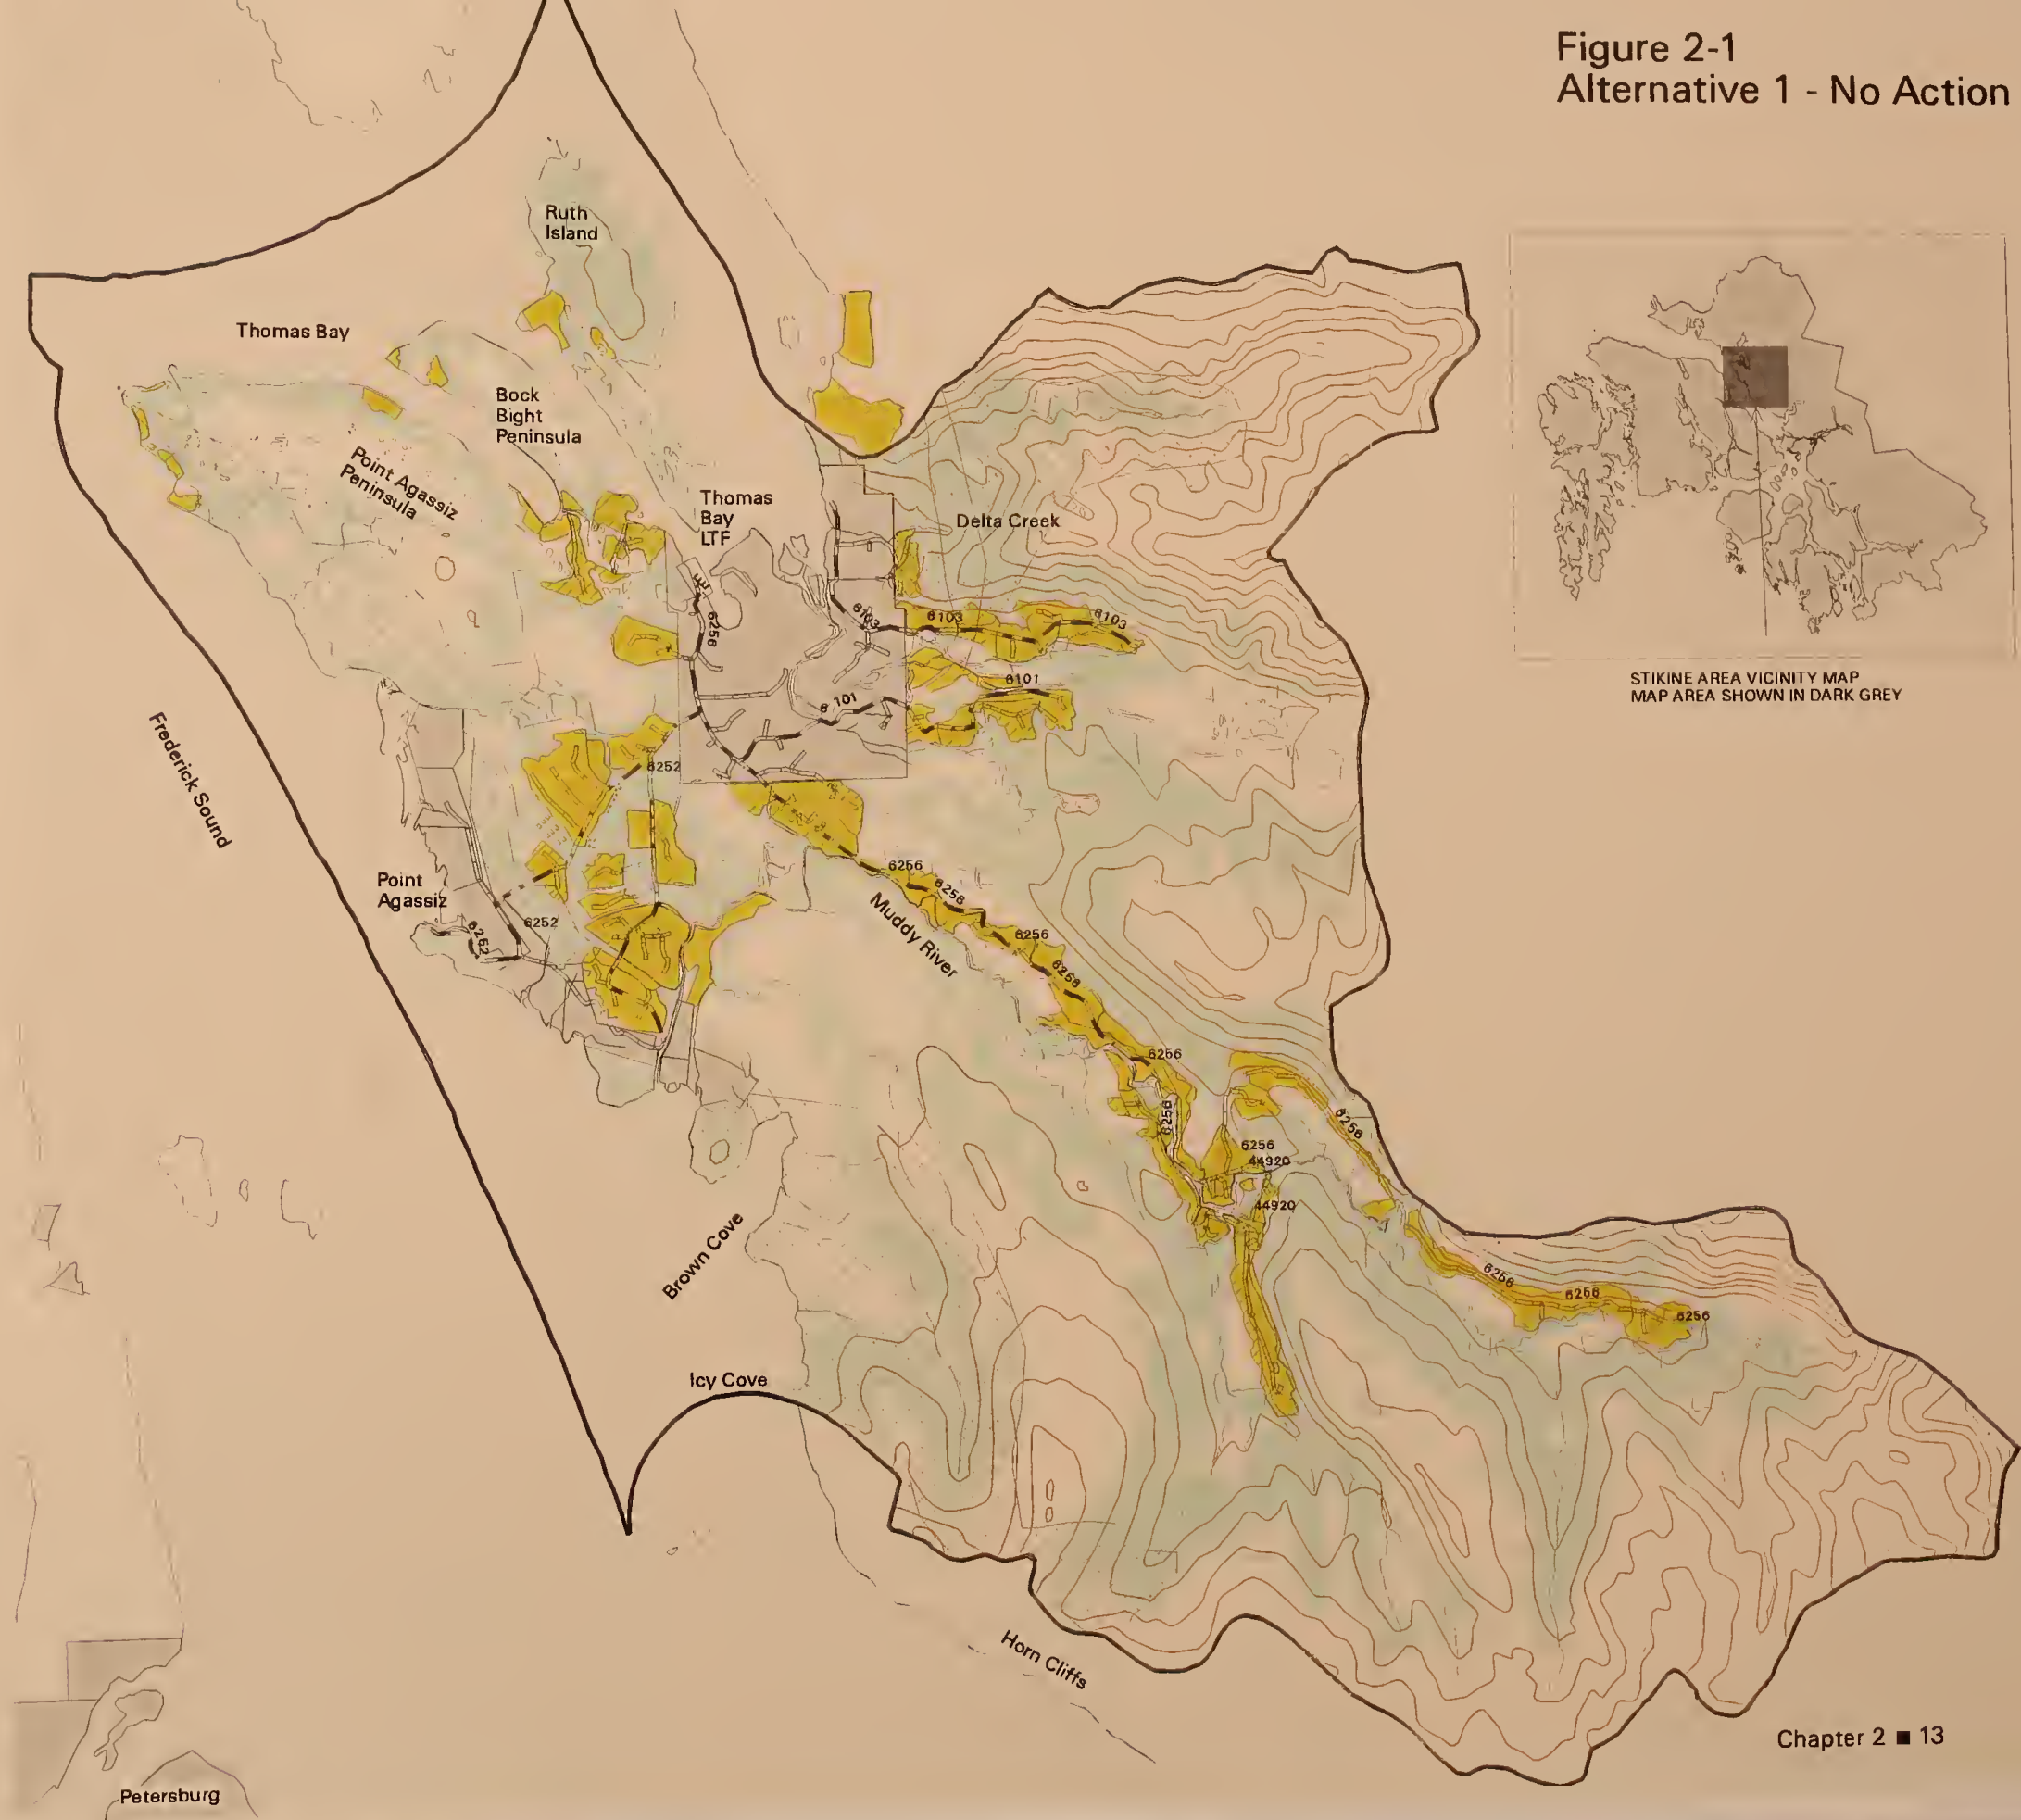 Figure 2-1
Alternative 1 - No Action
Ruth
Island
Thomas Bay
Bock
Bight
Peninsula
Point Agassiz
Peninsula
Thomas
Bay
LTF
Delta Creek
6103
6103
6103
6256
6101
6101
STIKINE AREA VICINITY MAP
MAP AREA SHOWN IN DARK GREY
Frederick Sound
6252
Point
Agassiz
6252
6252
6256
6256
6256
6256
Muddy River
6256
6256
6256
6256
44920
44920
Brown Cove
6256
6256
6256
Icy Cove
Horn Cliffs
Chapter 2 ■ 13
Petersburg